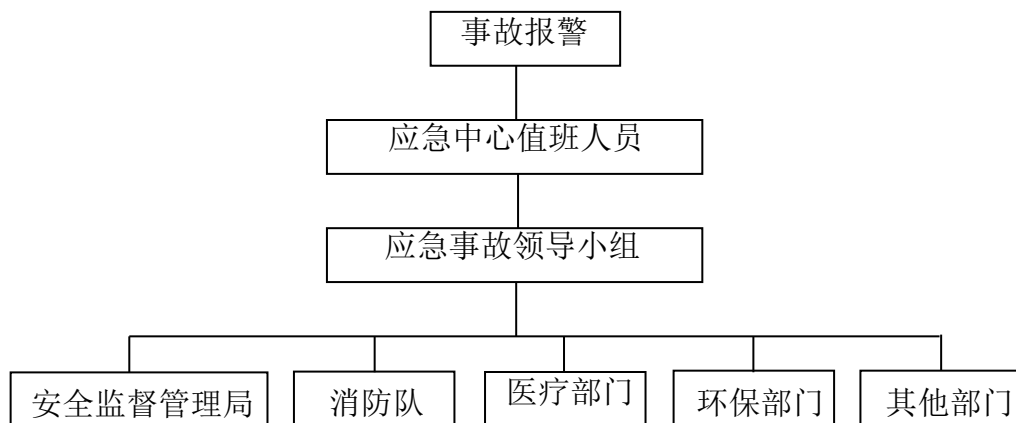 事故报警
应急中心值班人员
应急事故领导小组
安全监督管理局
消防队
医疗部门
环保部门
其他部门